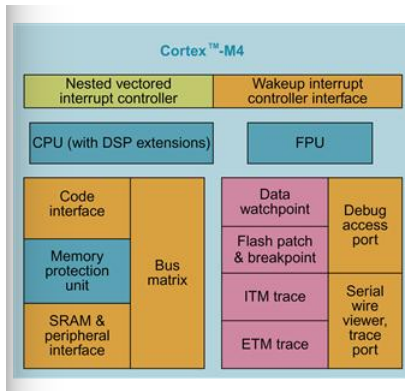 Cortex™-M4
Nested vectored
interrupt controller
Wakeup interrupt
controller interface
CPU (with DSP extensions)
FPU
Code
interface
Memory
protection
unit
SRAM &
peripheral
interface
Bus
matrix
Data
watchpoint
Flash patch
& breakpoint
ITM trace
ETM trace
Debug
access
port
Serial
wire
viewer,
trace port